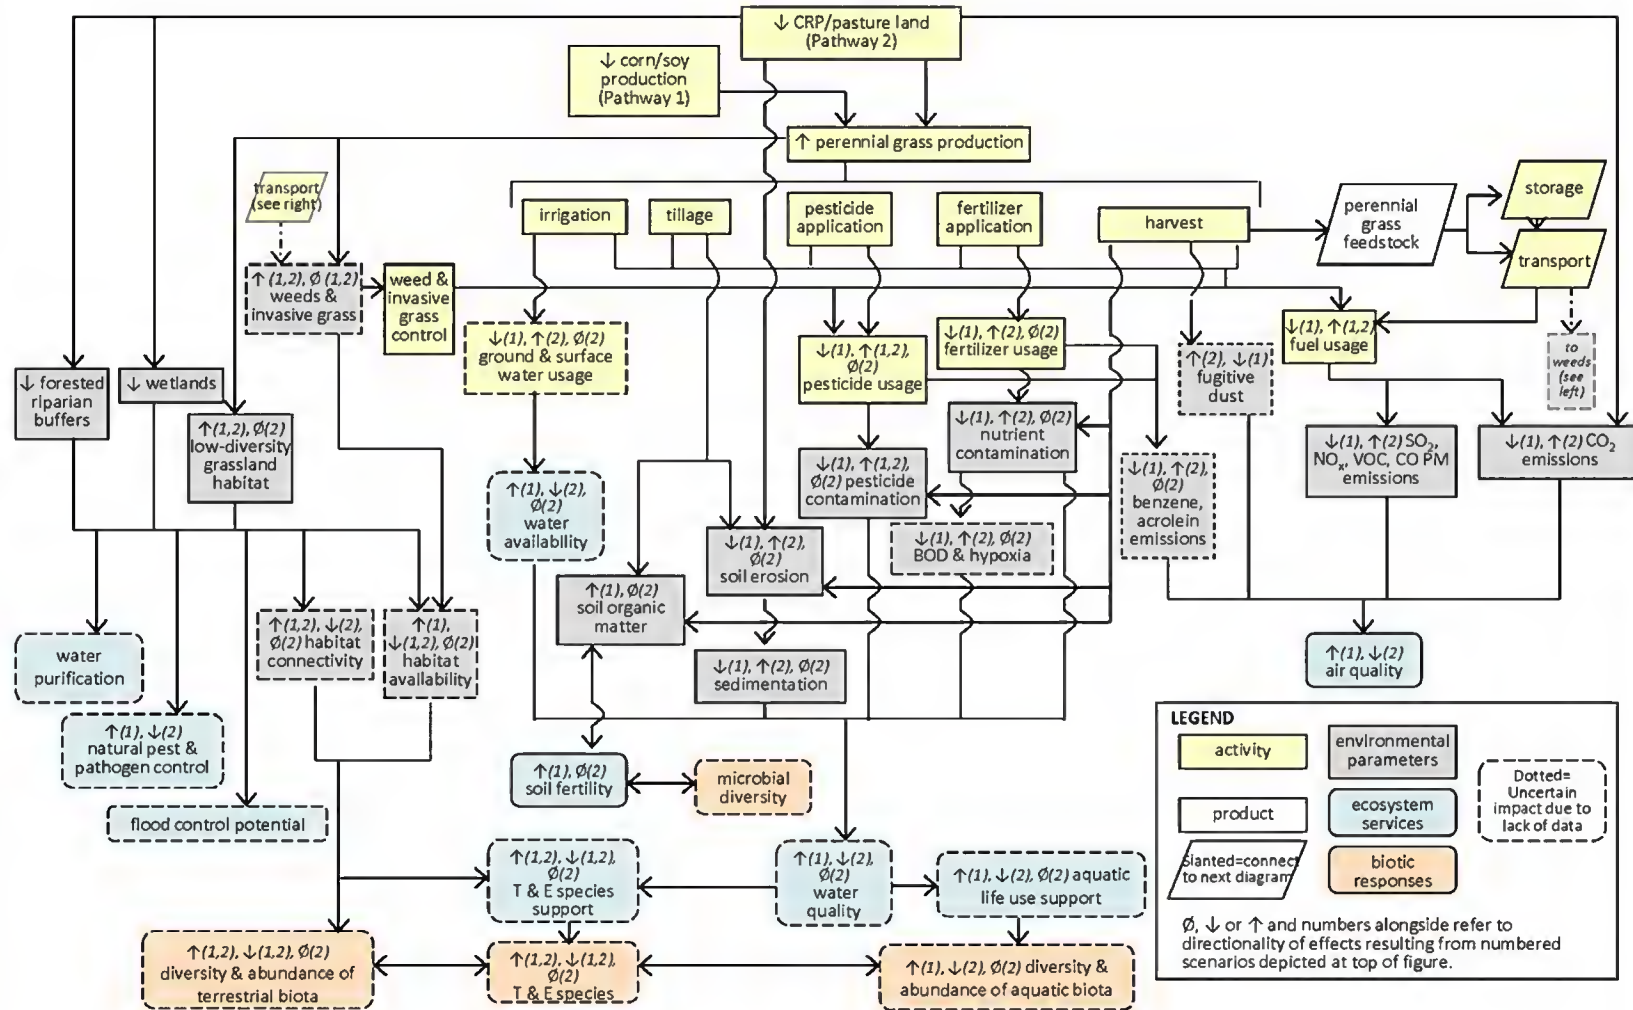 ↓ CRP/pasture land
(Pathway 2)
↓ corn/soy
production
(Pathway 1)
↑ perennial grass production
transport
(see right)
irrigation
tillage
pesticide
application
fertilizer
application
harvest
perennial
grass
feedstock
storage
transport
↑ (1,2), Ø (1,2)
weeds &
invasive grass
weed &
invasive
grass
control
↓(1), ↑(2), Ø(2)
ground & surface
water usage
↓(1), ↑(1,2),
Ø(2)
pesticide usage
↓(1), ↑(2), Ø(2)
fertilizer usage
↑(2), ↓(1)
fugitive
dust
↓(1), ↑(1,2)
fuel usage
to
weeds
(see
left)
↓ forested
riparian
buffers
↓ wetlands
↑(1,2), Ø(2)
low-diversity
grassland
habitat
↓(1), ↑(2), Ø(2)
nutrient
contamination
↓(1), ↑(2) SO2,
NOx, VOC, CO PM
emissions
↓(1), ↑(2) CO2
emissions
↑(1), ↓(2),
Ø(2)
water
availability
↓(1), ↑(1,2),
Ø(2) pesticide
contamination
↓(1), ↑(2),
Ø(2)
benzene,
acrolein
emissions
↓(1), ↑(2), Ø(2)
BOD & hypoxia
↓(1), ↑(2),
Ø(2)
soil erosion
↑(1), Ø(2)
soil organic
matter
↑(1,2), ↓(2),
Ø(2) habitat
connectivity
↑(1),
↓(1,2), Ø(2)
habitat
availability
water
purification
↓(1), ↑(2), Ø(2)
sedimentation
↑(1), ↓(2)
air quality
↑(1), ↓(2)
natural pest &
pathogen control
flood control potential
↑(1), Ø(2)
soil fertility
microbial
diversity
↑(1,2), ↓(1,2),
Ø(2)
T & E species
support
↑(1), ↓(2),
Ø(2)
water
quality
↑(1), ↓(2), Ø(2) aquatic
life use support
↑(1,2), ↓(1,2), Ø(2)
diversity & abundance of
terrestrial biota
↑(1,2), ↓(1,2),
Ø(2)
T & E species
↑(1), ↓(2), Ø(2) diversity &
abundance of aquatic biota
LEGEND
activity
environmental
parameters
product
ecosystem
services
Dotted=
Uncertain
impact due to
lack of data
Slanted=connect
to next diagram
biotic
responses
Ø, ↓ or ↑ and numbers alongside refer to
directionality of effects resulting from numbered
scenarios depicted at top of figure.